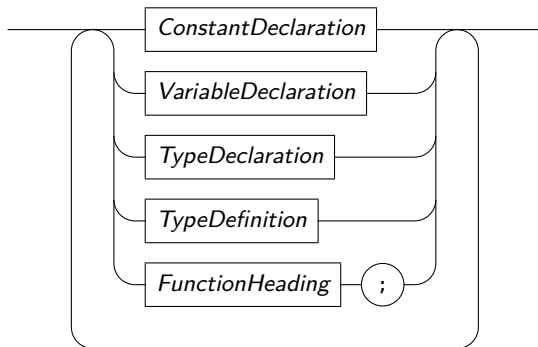 ConstantDeclaration
VariableDeclaration
TypeDeclaration
TypeDefinition
FunctionHeading ;